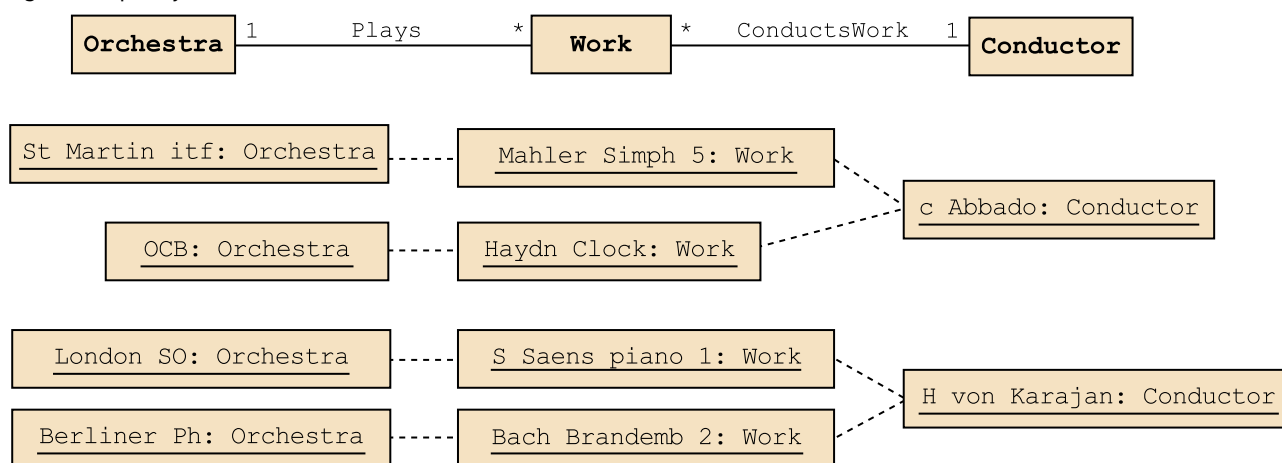 Orchestra 1 Plays * Work * ConductsWork 1 Conductor
St Martin itf: Orchestra
Mahler Simph 5: Work
c Abbado: Conductor
OCB: Orchestra
Haydn Clock: Work
London SO: Orchestra
S Saens piano 1: Work
H von Karajan: Conductor
Berliner Ph: Orchestra
Bach Brandemb 2: Work